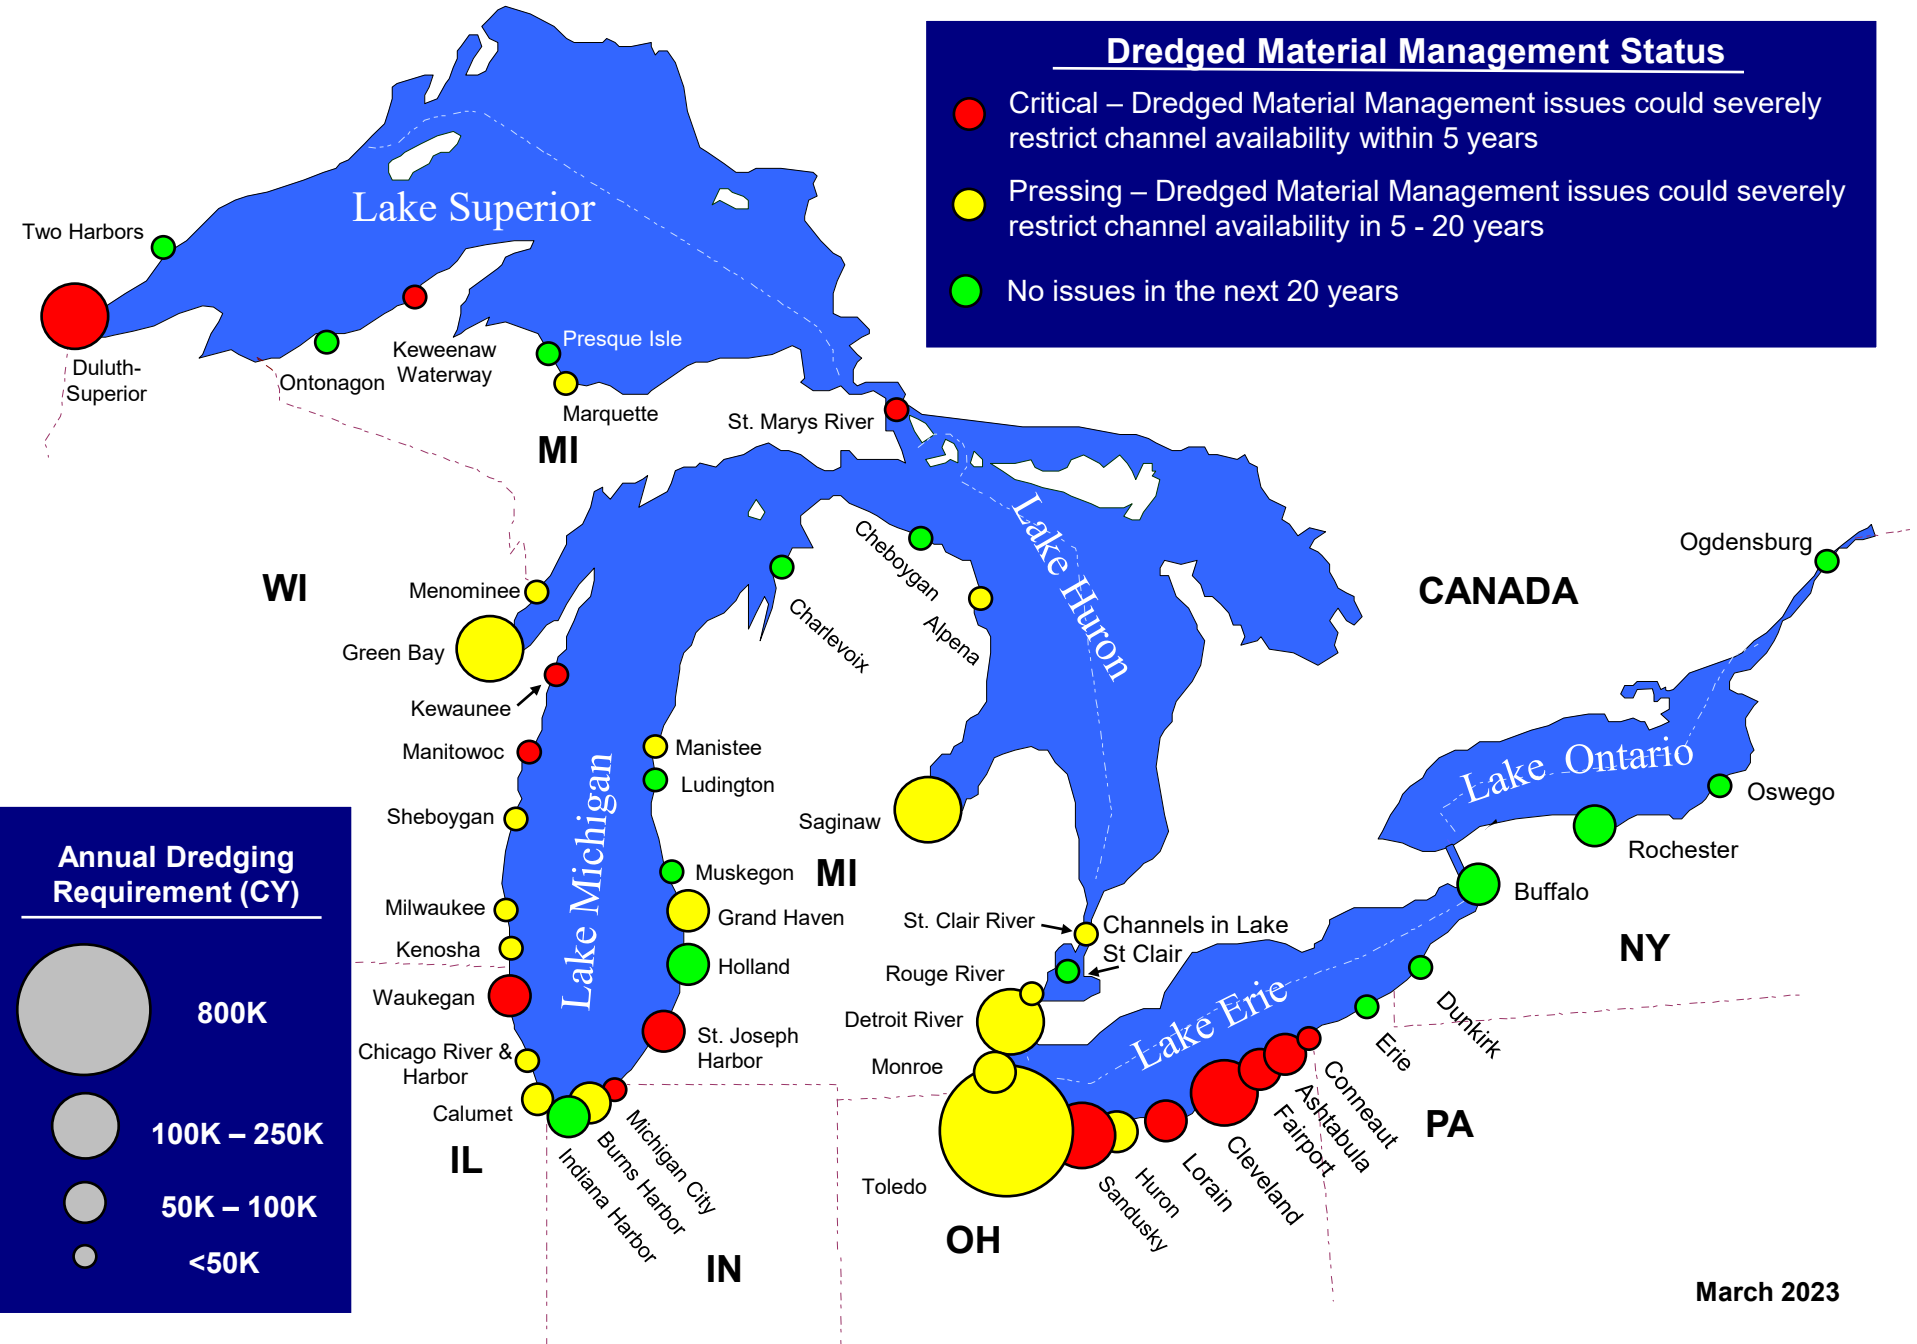 Dredged Material Management Status
Critical – Dredged Material Management issues could severely
restrict channel availability within 5 years
Pressing – Dredged Material Management issues could severely
restrict channel availability in 5 - 20 years
No issues in the next 20 years
Lake Superior
Two Harbors
Duluth-
Superior
Ontonagon
Keweenaw
Waterway
Presque Isle
Marquette
MI
St. Marys River
WI
Menominee
Green Bay
Kewaunee
Manitowoc
Sheboygan
Milwaukee
Kenosha
Waukegan
Chicago River &
Harbor
Calumet
IL
Lake Michigan
Charlevoix
Manistee
Ludington
Muskegon
Grand Haven
Holland
St. Joseph
Harbor
Michigan City
Burns Harbor
Indiana Harbor
IN
Cheboygan
Alpena
Lake Huron
Saginaw
MI
St. Clair River
Channels in Lake
St Clair
Rouge River
Detroit River
Monroe
Toledo
OH
Lake Erie
Sandusky
Huron
Lorain
Cleveland
Fairport
Ashtabula
Conneaut
Erie
Dunkirk
PA
CANADA
Ogdensburg
Lake Ontario
Oswego
Rochester
Buffalo
NY
Annual Dredging
Requirement (CY)
800K
100K – 250K
50K – 100K
<50K
March 2023